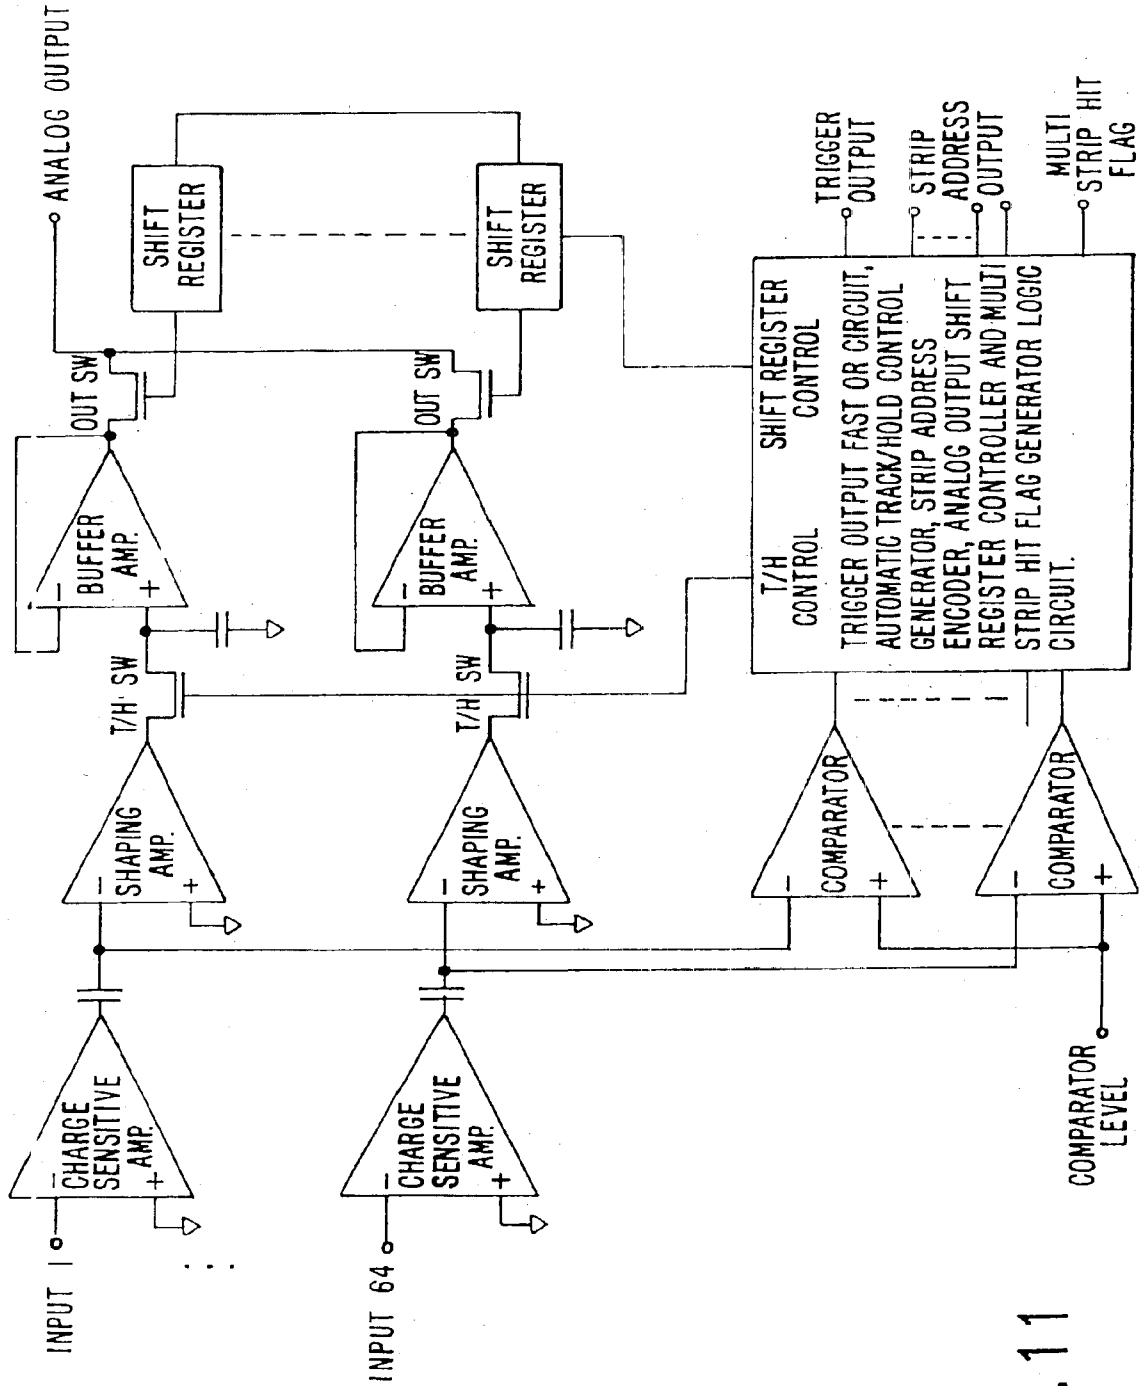 ANALOG OUTPUT
SHIFT
REGISTER
SHIFT
REGISTER
OUT SW
OUT SW
BUFFER
AMP.
BUFFER
AMP.
T/H SW
T/H SW
SHAPING
AMP.
SHAPING
AMP.
CHARGE
SENSITIVE
AMP.
CHARGE
SENSITIVE
AMP.
INPUT 1
INPUT 64
...
TRIGGER
OUTPUT
STRIP
ADDRESS
OUTPUT
MULTI
STRIP HIT
FLAG
T/H
CONTROL
SHIFT REGISTER
CONTROL
TRIGGER OUTPUT FAST OR CIRCUIT,
AUTOMATIC TRACK/HOLD CONTROL
GENERATOR, STRIP ADDRESS
ENCODER, ANALOG OUTPUT SHIFT
REGISTER CONTROLLER AND MULTI
STRIP HIT FLAG GENERATOR LOGIC
CIRCUIT.
COMPARATOR
COMPARATOR
COMPARATOR
LEVEL
11